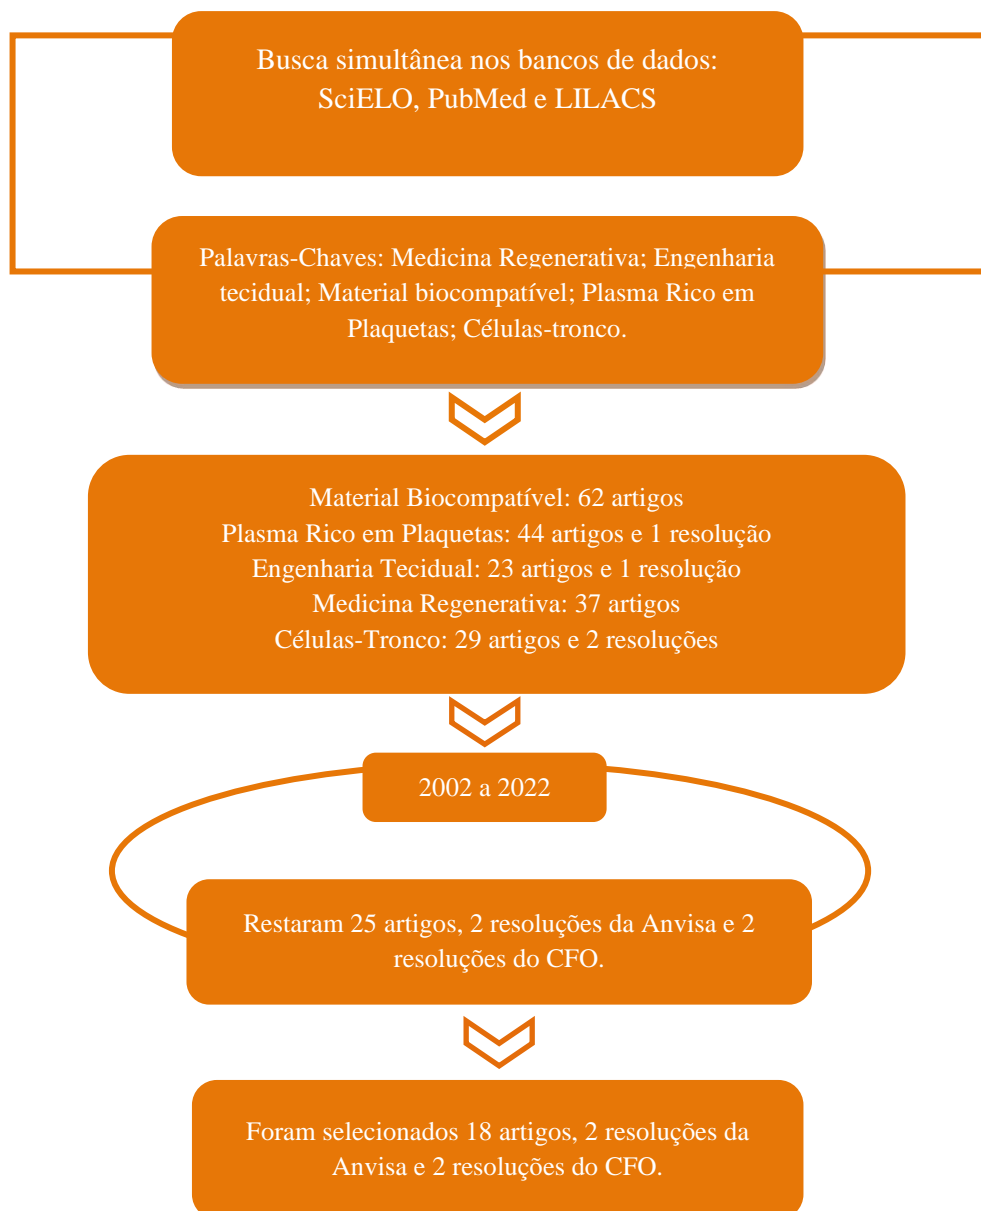 Busca simultânea nos bancos de dados:
SciELO, PubMed e LILACS
Palavras-Chaves: Medicina Regenerativa; Engenharia
tecidual; Material biocompatível; Plasma Rico em
Plaquetas; Células-tronco.
Material Biocompatível: 62 artigos
Plasma Rico em Plaquetas: 44 artigos e 1 resolução
Engenharia Tecidual: 23 artigos e 1 resolução
Medicina Regenerativa: 37 artigos
Células-Tronco: 29 artigos e 2 resoluções
2002 a 2022
Restaram 25 artigos, 2 resoluções da Anvisa e 2
resoluções do CFO.
Foram selecionados 18 artigos, 2 resoluções da
Anvisa e 2 resoluções do CFO.